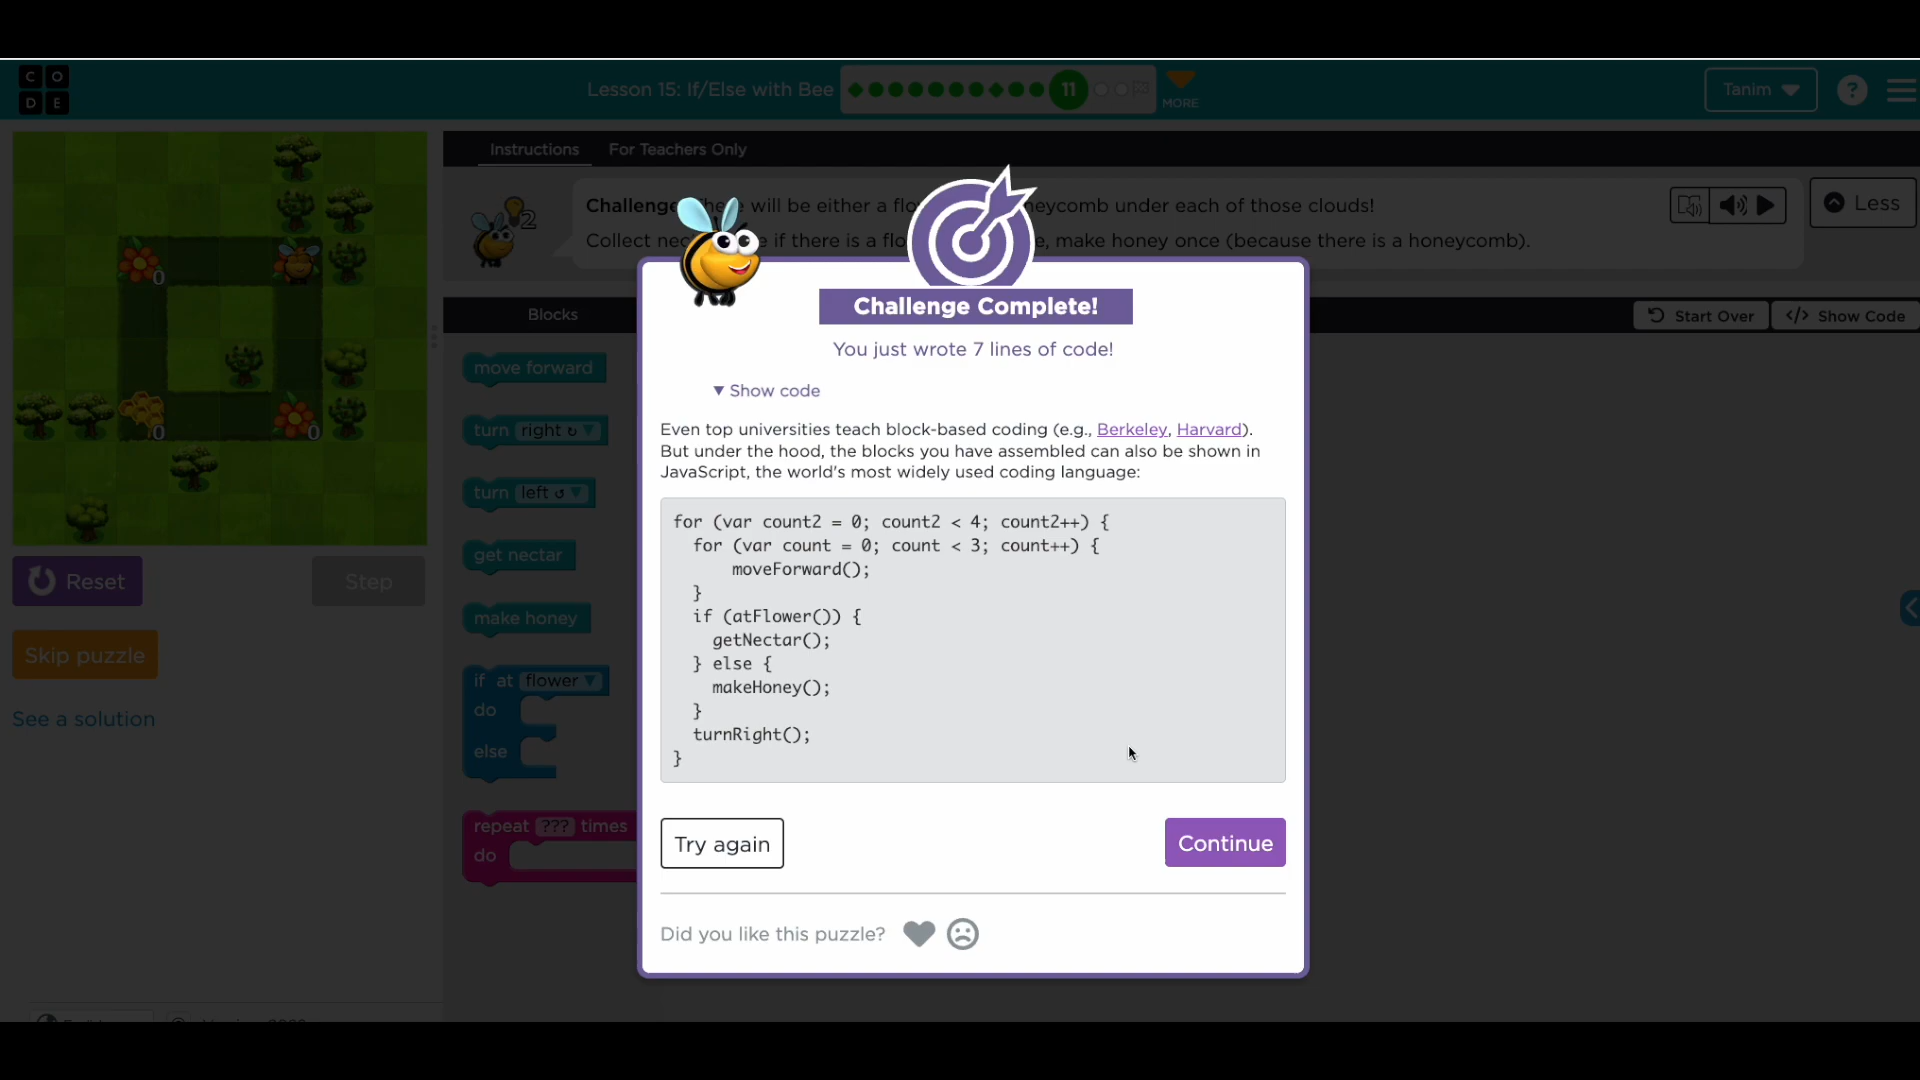 C O
D E
Lesson 15: If/Else with Bee
11
MORE
Tanim
?
Instructions
For Teachers Only
2
Challenge
will be either a flo
neycomb under each of those clouds!
Collect nec
e if there is a flo
e, make honey once (because there is a honeycomb).
Less
Blocks
Start Over
</> Show Code
0
0
0
Reset
Step
Skip puzzle
See a solution
move forward
turn right ↻
turn left ↺
get nectar
make honey
if at flower
do
else
repeat ??? times
do
Challenge Complete!
You just wrote 7 lines of code!
▼ Show code
Even top universities teach block-based coding (e.g., Berkeley, Harvard).
But under the hood, the blocks you have assembled can also be shown in
JavaScript, the world's most widely used coding language:
for (var count2 = 0; count2 < 4; count2++) {
  for (var count = 0; count < 3; count++) {
      moveForward();
  }
  if (atFlower()) {
    getNectar();
  } else {
    makeHoney();
  }
  turnRight();
}
Try again
Continue
Did you like this puzzle?